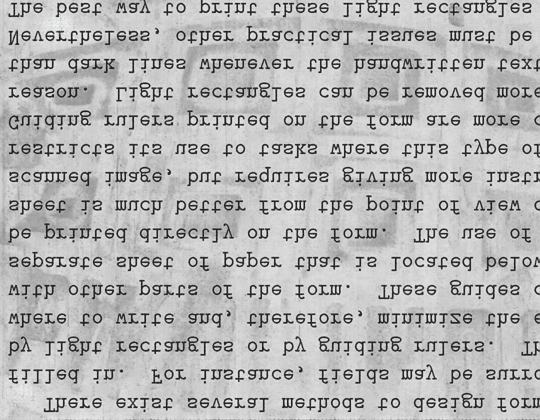 There exist several methods to design form
filled in. For instance, fields may be surro
by light rectangles or by guiding rulers. Th
where to write and, therefore, minimize the e
with other parts of the form. These guides c
separate sheet of paper that is located below
be printed directly on the form. The use of
sheet is much better from the point of view o
scanned image, but requires giving more instr
restricts its use to tasks where this type of
Guiding rulers printed on the form are more c
reason. Light rectangles can be removed more
than dark lines whenever the handwritten text
Nevertheless, other practical issues must be
The best way to print these light rectangles